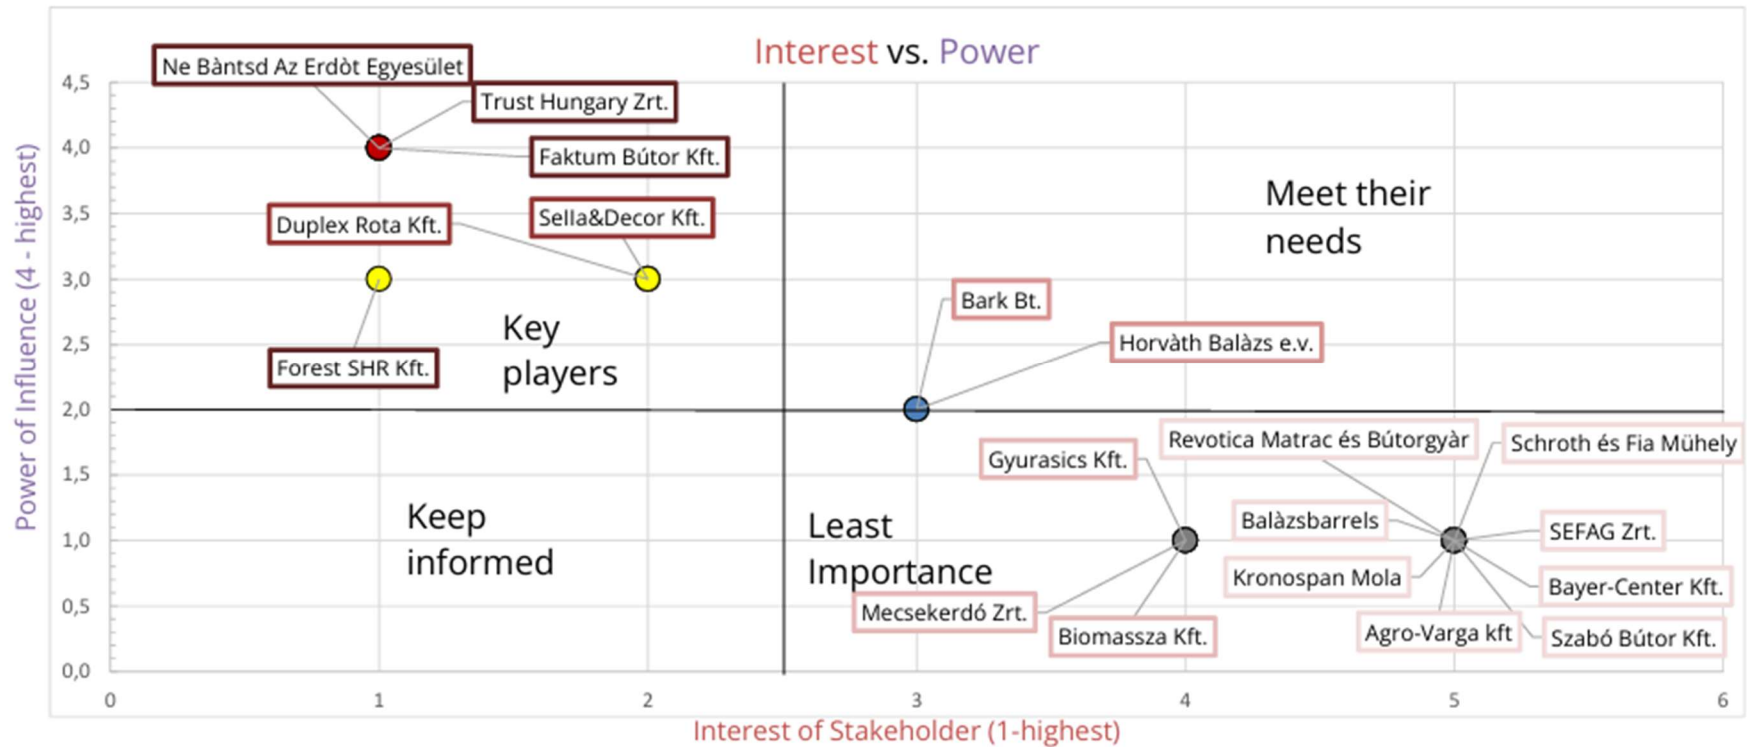 Interest vs. Power
Ne Bàntsd Az Erdòt Egyesület
Trust Hungary Zrt.
Faktum Bútor Kft.
Duplex Rota Kft.
Sella&Decor Kft.
Forest SHR Kft.
Key
players
Meet their
needs
Bark Bt.
Horvàth Balàzs e.v.
Keep
informed
Least
Importance
Gyurasics Kft.
Revotica Matrac és Bútorgyàr
Schroth és Fia Mühely
Balàzsbarrels
SEFAG Zrt.
Kronospan Mola
Bayer-Center Kft.
Mecsekerdó Zrt.
Biomassza Kft.
Agro-Varga kft
Szabó Bútor Kft.
Power of Influence (4 - highest)
4,5
4,0
3,5
3,0
2,5
2,0
1,5
1,0
0,5
0,0
0 1 2 3 4 5 6
Interest of Stakeholder (1-highest)